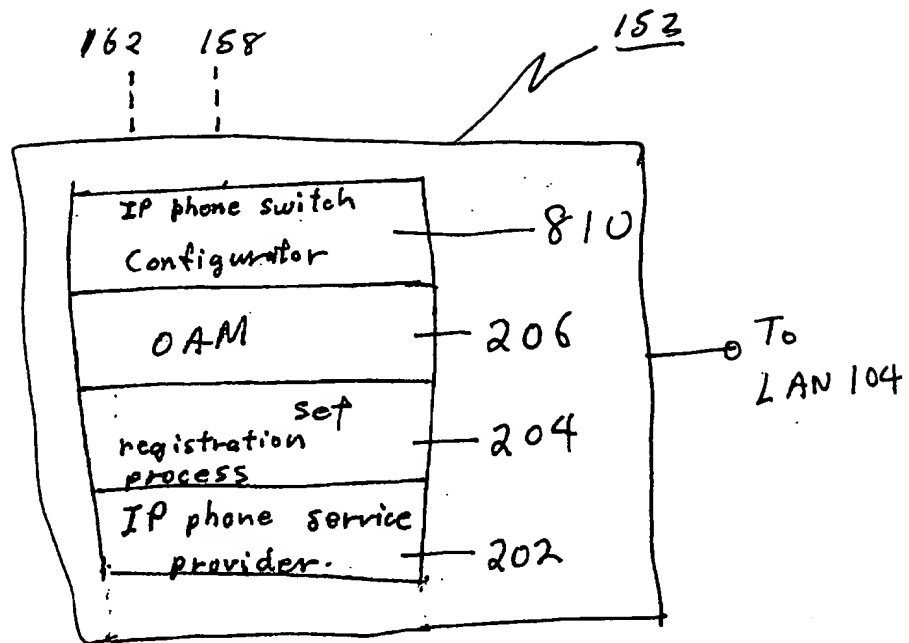 162 158 152
IP phone switch
Configurator
810
OAM
206
set
registration
process
204
IP phone service
provider.
202
To
LAN 104